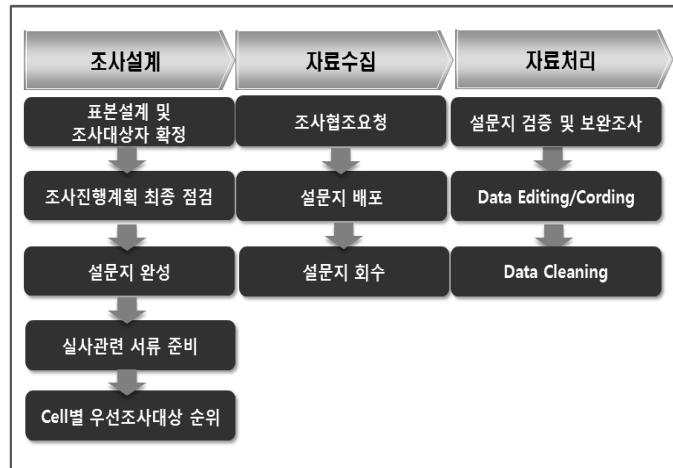 조사설계
표본설계 및
조사대상자 확정
조사진행계획 최종 점검
설문지 완성
실사관련 서류 준비
Cell별 우선조사대상 순위
자료수집
조사협조요청
설문지 배포
설문지 회수
자료처리
설문지 검증 및 보완조사
Data Editing/Cording
Data Cleaning